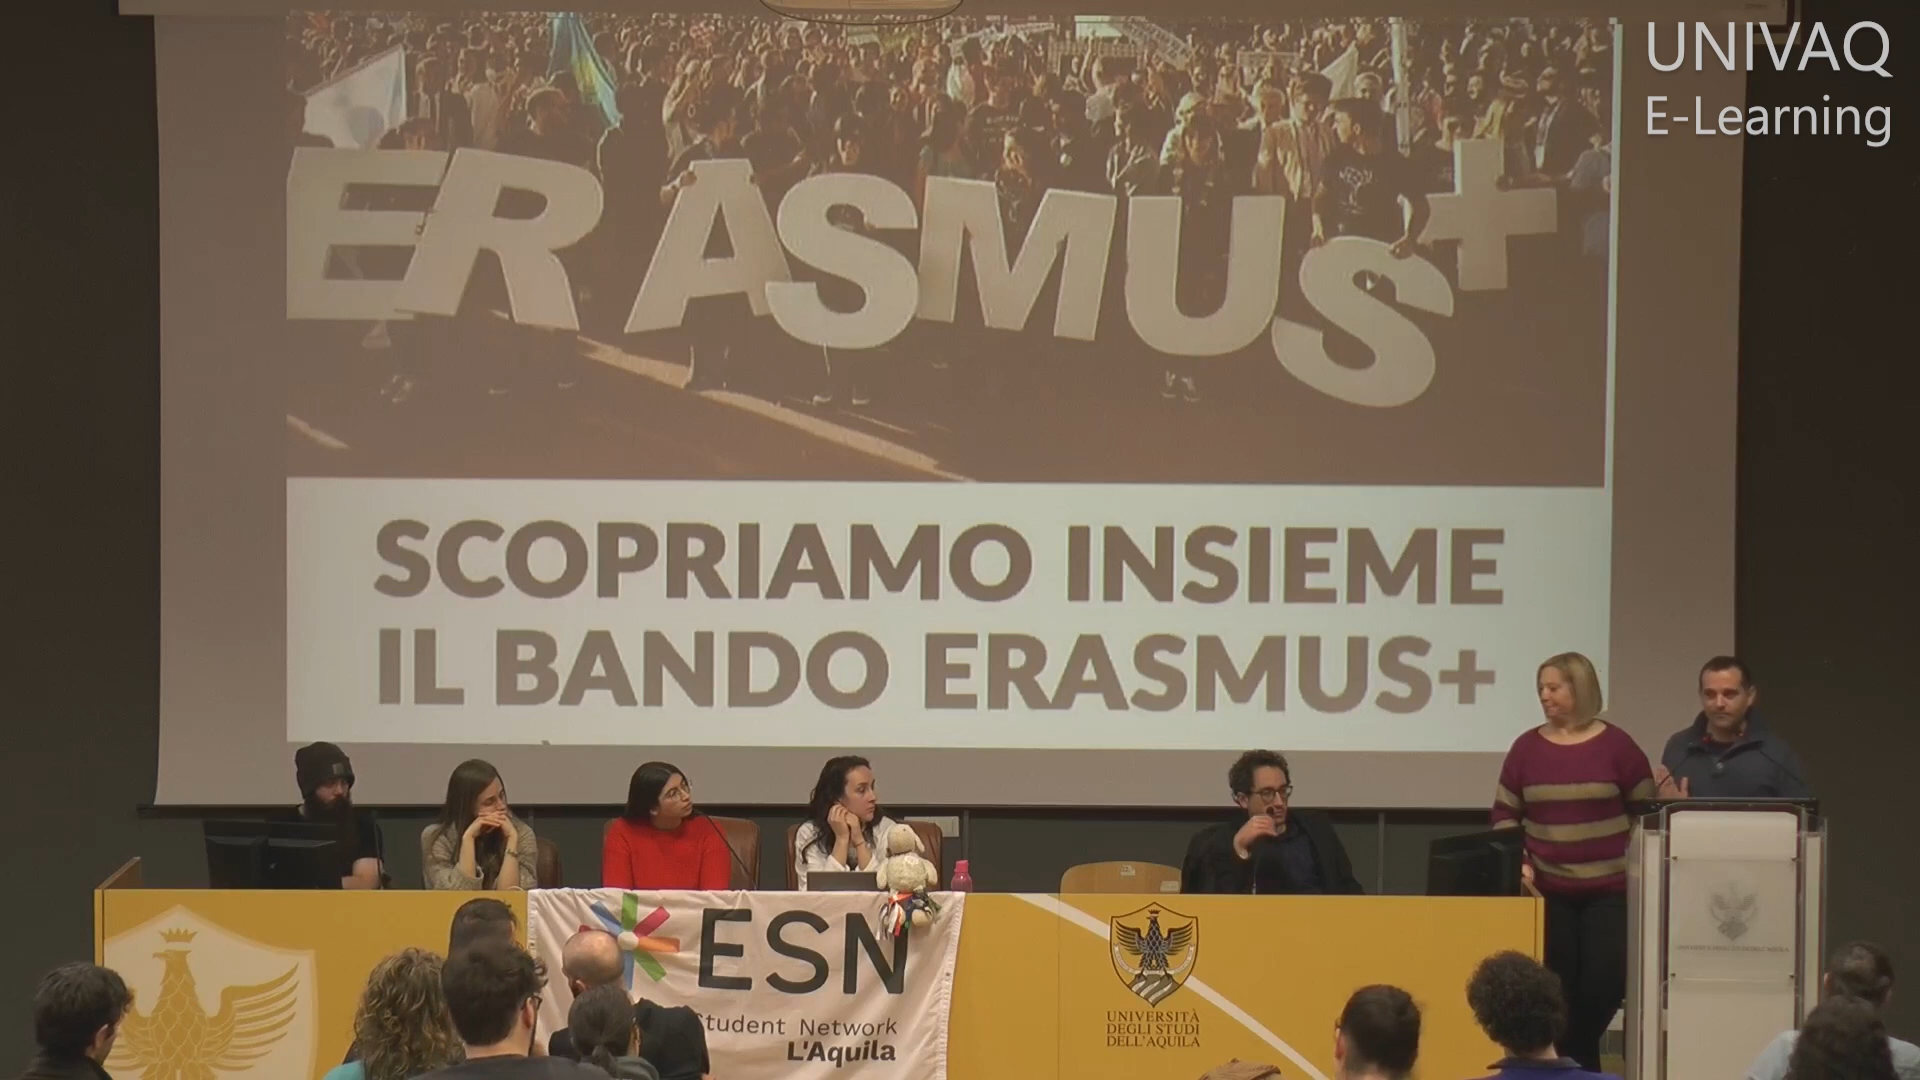 UNIVAQ
E-Learning
ERASMUS+
SCOPRIAMO INSIEME
IL BANDO ERASMUS+
ESN
Student Network
L'Aquila
UNIVERSITÀ
DEGLI STUDI
DELL'AQUILA